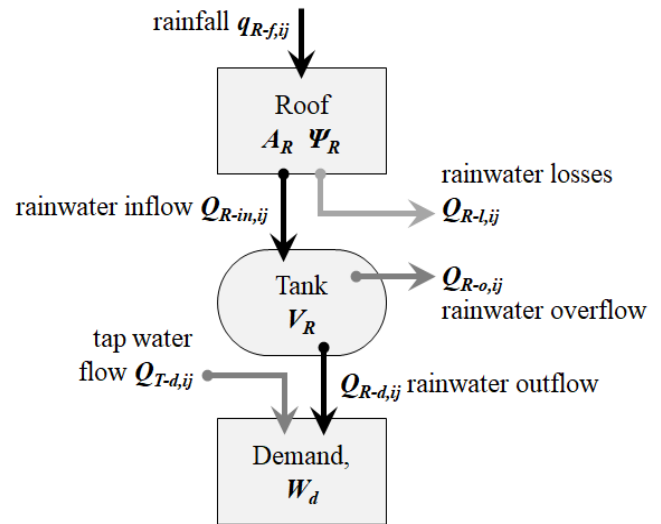 rainfall q_{R-f,ij}
Roof
A_R Ψ_R
rainwater losses
rainwater inflow Q_{R-in,ij}
Q_{R-l,ij}
Tank
V_R
Q_{R-o,ij}
rainwater overflow
tap water
flow Q_{T-d,ij}
Q_{R-d,ij} rainwater outflow
Demand,
W_d